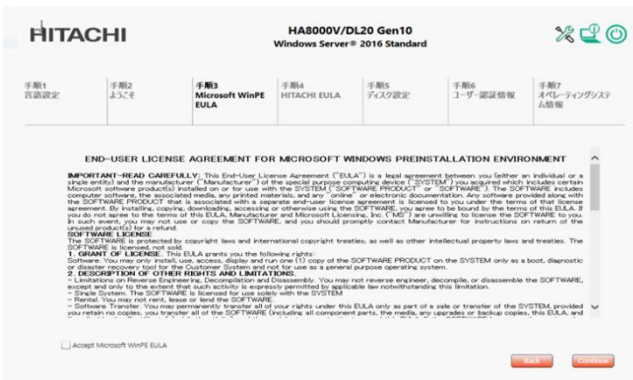 HITACHI
HA8000V/DL20 Gen10
Windows Server® 2016 Standard
手順1
言語設定
手順2
ようこそ
手順3
Microsoft WinPE
EULA
手順4
HITACHI EULA
手順5
ディスク設定
手順6
ユーザー認証情報
手順7
オペレーティングシステ
ム情報
END-USER LICENSE AGREEMENT FOR MICROSOFT WINDOWS PREINSTALLATION ENVIRONMENT
IMPORTANT-READ CAREFULLY: This End-User License Agreement ("EULA") is a legal agreement between you (either an individual or a
single entity) and the manufacturer ("Manufacturer") of the special purpose computing device ("SYSTEM") you acquired which includes certain
Microsoft software product(s) installed on or for use with the SYSTEM ("SOFTWARE PRODUCT" or "SOFTWARE"). The SOFTWARE includes
computer software, the associated media, any printed materials, and any "online" or electronic documentation. Any software provided along with
the SOFTWARE PRODUCT that is associated with a separate end-user license agreement is licensed to you under the terms of that license
agreement. By installing, copying, downloading, accessing or otherwise using the SOFTWARE, you agree to be bound by the terms of this EULA. If
you do not agree to the terms of this EULA, Manufacturer and Microsoft Licensing, Inc. ("MS") are unwilling to license the SOFTWARE to you.
In such event, you may not use or copy the SOFTWARE, and you should promptly contact Manufacturer for instructions on return of the
unused product(s) for a refund.
SOFTWARE LICENSE
The SOFTWARE is protected by copyright laws and international copyright treaties, as well as other intellectual property laws and treaties. The
SOFTWARE is licensed, not sold.
1. GRANT OF LICENSE. This EULA grants you the following rights:
Software you may only install, use, access, display and run one (1) copy of the SOFTWARE PRODUCT on the SYSTEM only as a boot, diagnostic
or disaster recovery tool for the Customer System and not for use as a general purpose operating system.
2. DESCRIPTION OF OTHER RIGHTS AND LIMITATIONS.
- Limitations on Reverse Engineering, Decompilation and Disassembly. You may not reverse engineer, decompile, or disassemble the SOFTWARE,
except and only to the extent that such activity is expressly permitted by applicable law notwithstanding this limitation.
- Single System. The SOFTWARE is licensed for use solely with the SYSTEM
- Rental. You may not rent, lease or lend the SOFTWARE.
- Software Transfer. You may permanently transfer all of your rights under this EULA only as part of a sale or transfer of the SYSTEM, provided
you retain no copies, you transfer all of the SOFTWARE (including all component parts, the media, any upgrades or backup copies, this EULA, and
Accept Microsoft WinPE EULA
Back
Continue